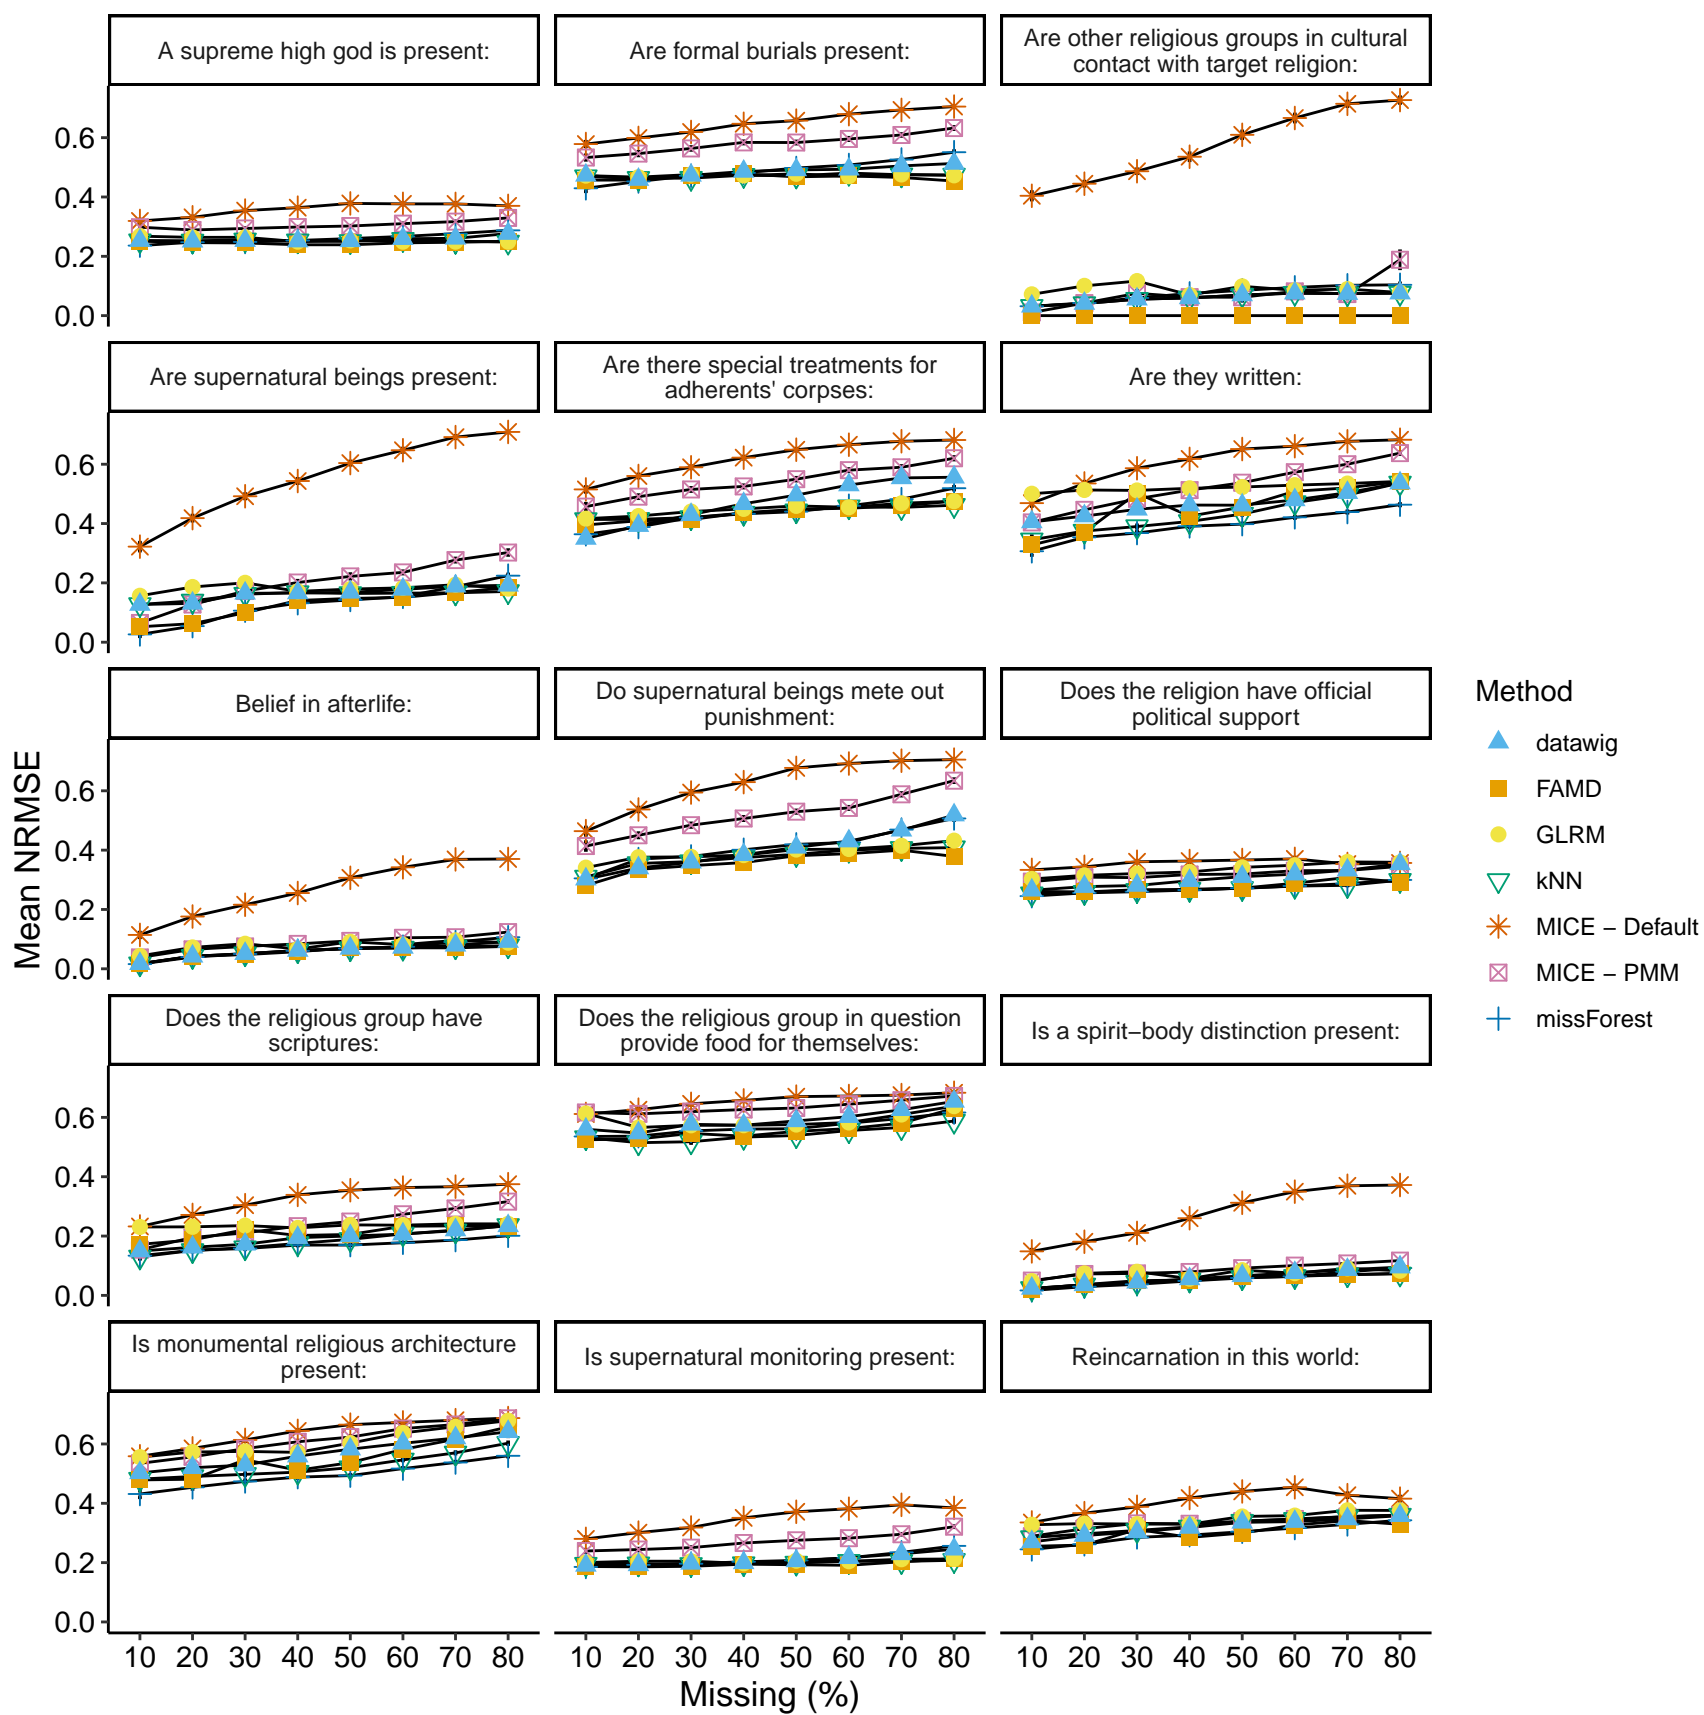 A supreme high god is present:
Are formal burials present:
Are other religious groups in cultural
contact with target religion:
0.6
0.4
0.2
0.0
Are supernatural beings present:
Are there special treatments for
adherents' corpses:
Are they written:
0.6
0.4
0.2
0.0
Belief in afterlife:
Do supernatural beings mete out
punishment:
Does the religion have official
political support
0.6
0.4
0.2
0.0
Does the religious group have
scriptures:
Does the religious group in question
provide food for themselves:
Is a spirit−body distinction present:
0.6
0.4
0.2
0.0
Is monumental religious architecture
present:
Is supernatural monitoring present:
Reincarnation in this world:
0.6
0.4
0.2
0.0
10 20 30 40 50 60 70 80
10 20 30 40 50 60 70 80
10 20 30 40 50 60 70 80
Missing (%)
Mean NRMSE
Method
datawig
FAMD
GLRM
kNN
MICE − Default
MICE − PMM
missForest